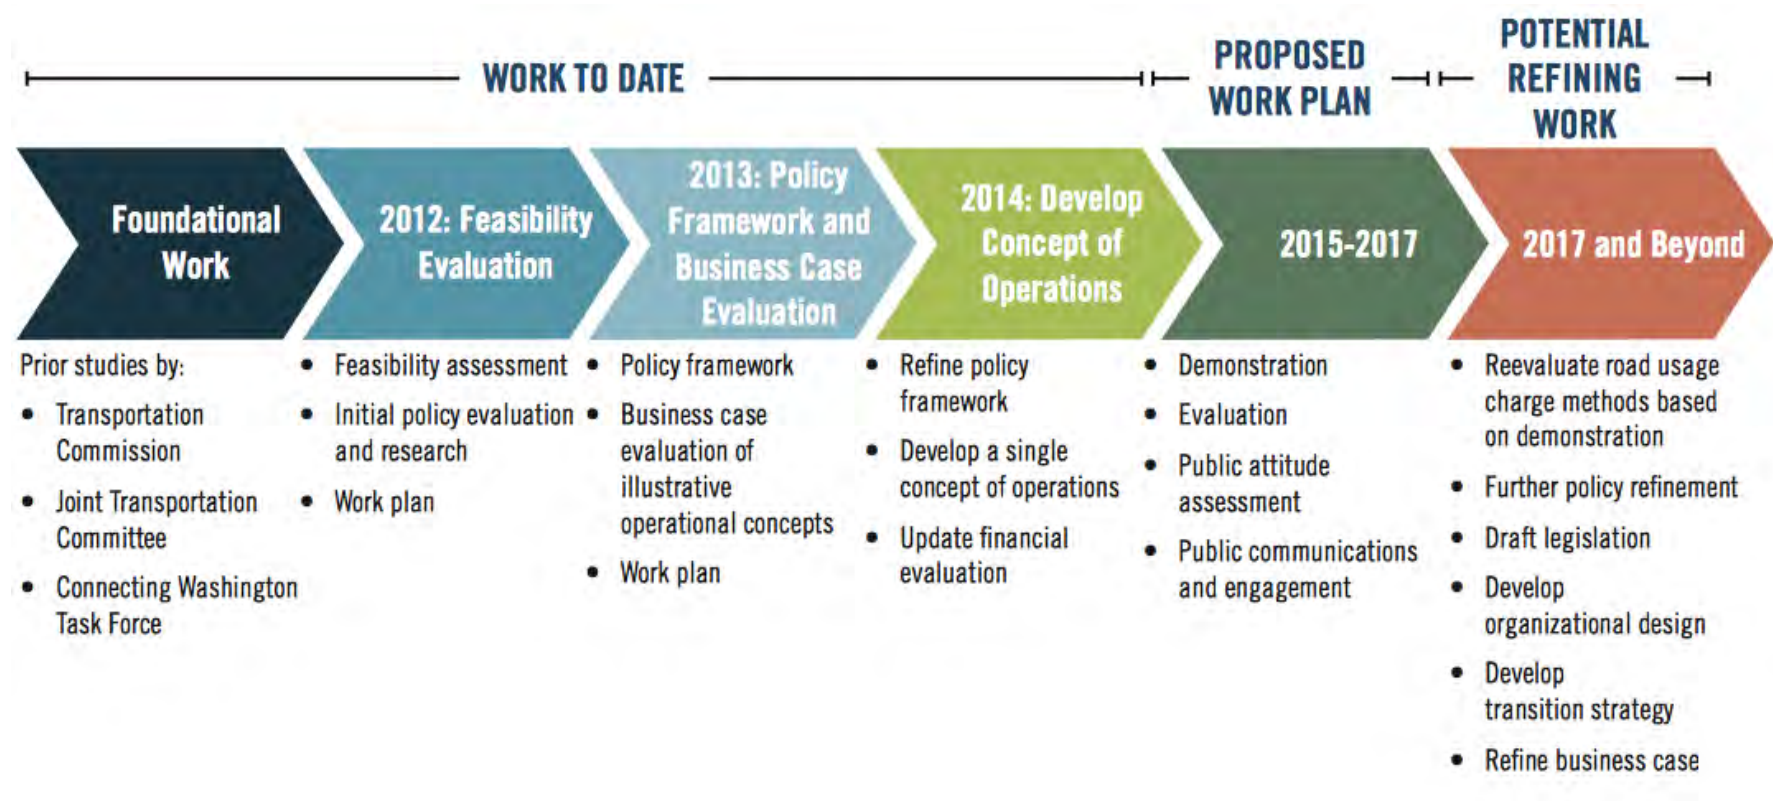 WORK TO DATE
PROPOSED
WORK PLAN
POTENTIAL
REFINING
WORK
Foundational
Work
2012: Feasibility
Evaluation
2013: Policy
Framework and
Business Case
Evaluation
2014: Develop
Concept of
Operations
2015-2017
2017 and Beyond
Prior studies by:
• Transportation
Commission
• Joint Transportation
Committee
• Connecting Washington
Task Force
• Feasibility assessment
• Initial policy evaluation
and research
• Work plan
• Policy framework
• Business case
evaluation of
illustrative
operational concepts
• Work plan
• Refine policy
framework
• Develop a single
concept of operations
• Update financial
evaluation
• Demonstration
• Evaluation
• Public attitude
assessment
• Public communications
and engagement
• Reevaluate road usage
charge methods based
on demonstration
• Further policy refinement
• Draft legislation
• Develop
organizational design
• Develop
transition strategy
• Refine business case